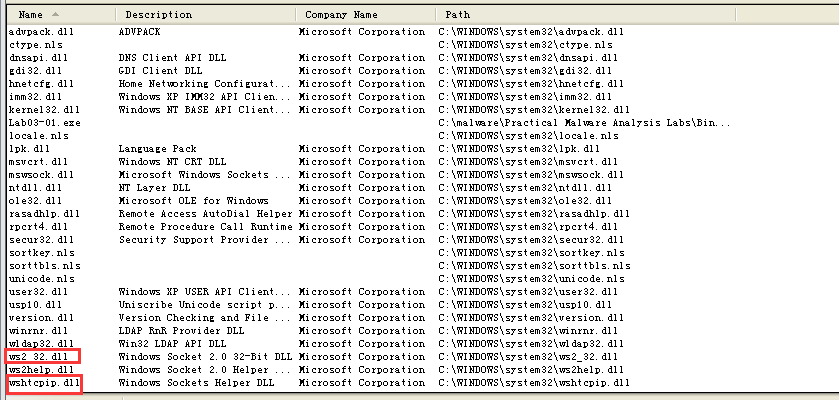 Name Description Company Name Path
advpack.dll ADVPACK Microsoft Corporation C:\WINDOWS\system32\advpack.dll
ctype.nls C:\WINDOWS\system32\ctype.nls
dnsapi.dll DNS Client API DLL Microsoft Corporation C:\WINDOWS\system32\dnsapi.dll
gdi32.dll GDI Client DLL Microsoft Corporation C:\WINDOWS\system32\gdi32.dll
hnetcfg.dll Home Networking Configurat... Microsoft Corporation C:\WINDOWS\system32\hnetcfg.dll
imm32.dll Windows XP IMM32 API Clien... Microsoft Corporation C:\WINDOWS\system32\imm32.dll
kernel32.dll Windows NT BASE API Client... Microsoft Corporation C:\WINDOWS\system32\kernel32.dll
Lab03-01.exe C:\malware\Practical Malware Analysis Labs\Bin...
locale.nls C:\WINDOWS\system32\locale.nls
lpk.dll Language Pack Microsoft Corporation C:\WINDOWS\system32\lpk.dll
msvcrt.dll Windows NT CRT DLL Microsoft Corporation C:\WINDOWS\system32\msvcrt.dll
mswsock.dll Microsoft Windows Sockets ... Microsoft Corporation C:\WINDOWS\system32\mswsock.dll
ntdll.dll NT Layer DLL Microsoft Corporation C:\WINDOWS\system32\ntdll.dll
ole32.dll Microsoft OLE for Windows Microsoft Corporation C:\WINDOWS\system32\ole32.dll
rasadhlp.dll Remote Access AutoDial Helper Microsoft Corporation C:\WINDOWS\system32\rasadhlp.dll
rpcrt4.dll Remote Procedure Call Runtime Microsoft Corporation C:\WINDOWS\system32\rpcrt4.dll
secur32.dll Security Support Provider ... Microsoft Corporation C:\WINDOWS\system32\secur32.dll
sortkey.nls C:\WINDOWS\system32\sortkey.nls
sorttbls.nls C:\WINDOWS\system32\sorttbls.nls
unicode.nls C:\WINDOWS\system32\unicode.nls
user32.dll Windows XP USER API Client... Microsoft Corporation C:\WINDOWS\system32\user32.dll
usp10.dll Uniscribe Unicode script p... Microsoft Corporation C:\WINDOWS\system32\usp10.dll
version.dll Version Checking and File ... Microsoft Corporation C:\WINDOWS\system32\version.dll
winrnr.dll LDAP RnR Provider DLL Microsoft Corporation C:\WINDOWS\system32\winrnr.dll
wldap32.dll Win32 LDAP API DLL Microsoft Corporation C:\WINDOWS\system32\wldap32.dll
ws2_32.dll Windows Socket 2.0 32-Bit DLL Microsoft Corporation C:\WINDOWS\system32\ws2_32.dll
ws2help.dll Windows Socket 2.0 Helper ... Microsoft Corporation C:\WINDOWS\system32\ws2help.dll
wshtcpip.dll Windows Sockets Helper DLL Microsoft Corporation C:\WINDOWS\system32\wshtcpip.dll